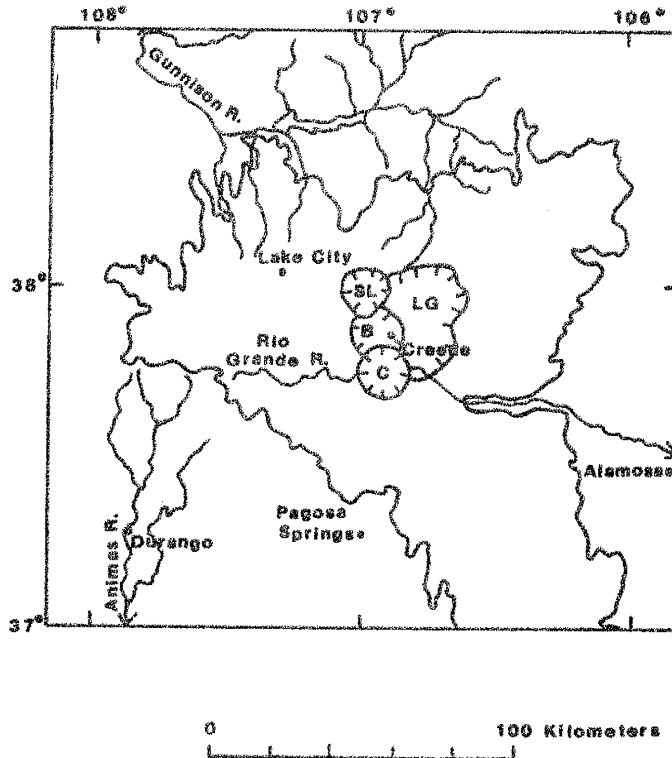 108° 107° 106°
Gunnison R.
Lake City
38°
SL
LG
B
Rio
Grande R.
Creede
C
Alamosa
Pagosa
Springs
Animas R.
Durango
37°
0 100 Kilometers